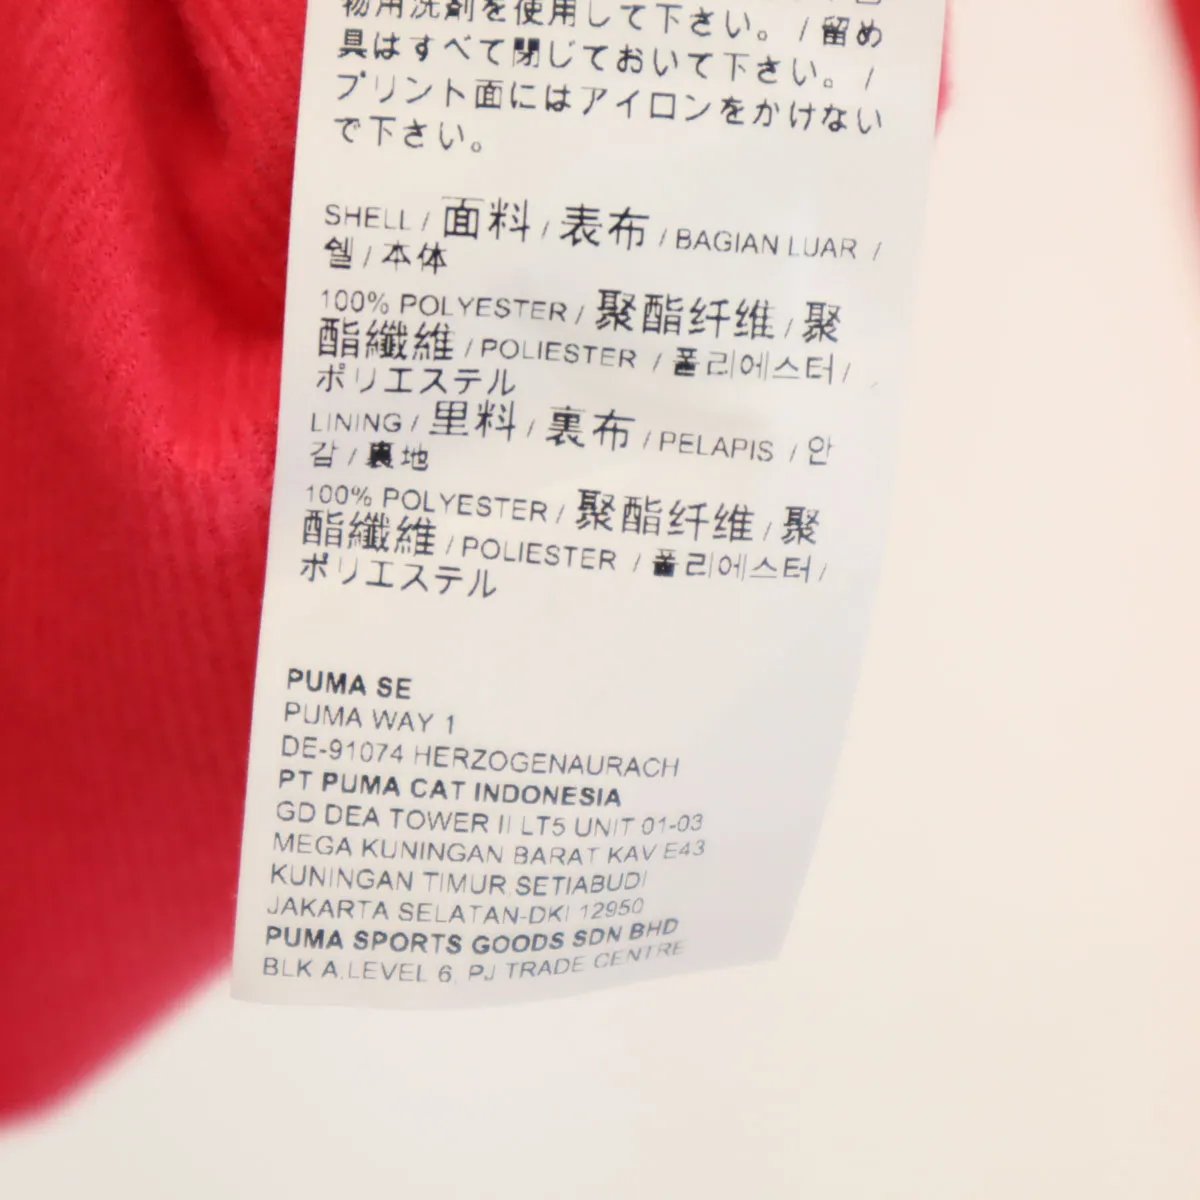 物用洗剤を使用して下さい。/ 留め
具はすべて閉じておいて下さい。/
プリント面にはアイロンをかけない
で下さい。
SHELL / 面料 / 表布 / BAGIAN LUAR /
쉘 / 本体
100% POLYESTER / 聚酯纤维 / 聚
酯纖維 / POLIESTER / 폴리에스터 /
ポリエステル
LINING / 里料 / 裏布 / PELAPIS / 안
감 / 裏地
100% POLYESTER / 聚酯纤维 / 聚
酯纖維 / POLIESTER / 폴리에스터 /
ポリエステル
PUMA SE
PUMA WAY 1
DE-91074 HERZOGENAURACH
PT PUMA CAT INDONESIA
GD DEA TOWER II LT5 UNIT 01-03
MEGA KUNINGAN BARAT KAV E43
KUNINGAN TIMUR,SETIABUDI
JAKARTA SELATAN-DKI 12950
PUMA SPORTS GOODS SDN BHD
BLK A,LEVEL 6, PJ TRADE CENTRE